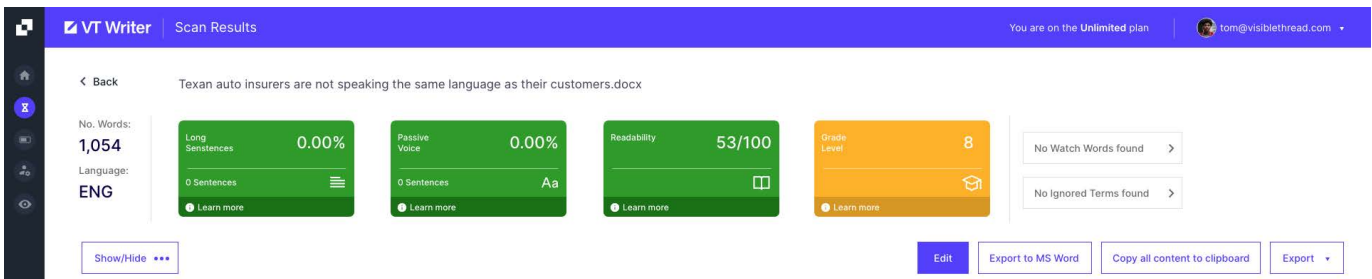 VT Writer
Scan Results
You are on the Unlimited plan
tom@visiblethread.com
Back
Texan auto insurers are not speaking the same language as their customers.docx
No. Words:
1,054
Language:
ENG
Long
Senstences
0.00%
0 Sentences
Learn more
Passive
Voice
0.00%
0 Sentences
Aa
Learn more
Readability
53/100
Learn more
Grade
Level
8
Learn more
No Watch Words found
No Ignored Terms found
Show/Hide
Edit
Export to MS Word
Copy all content to clipboard
Export